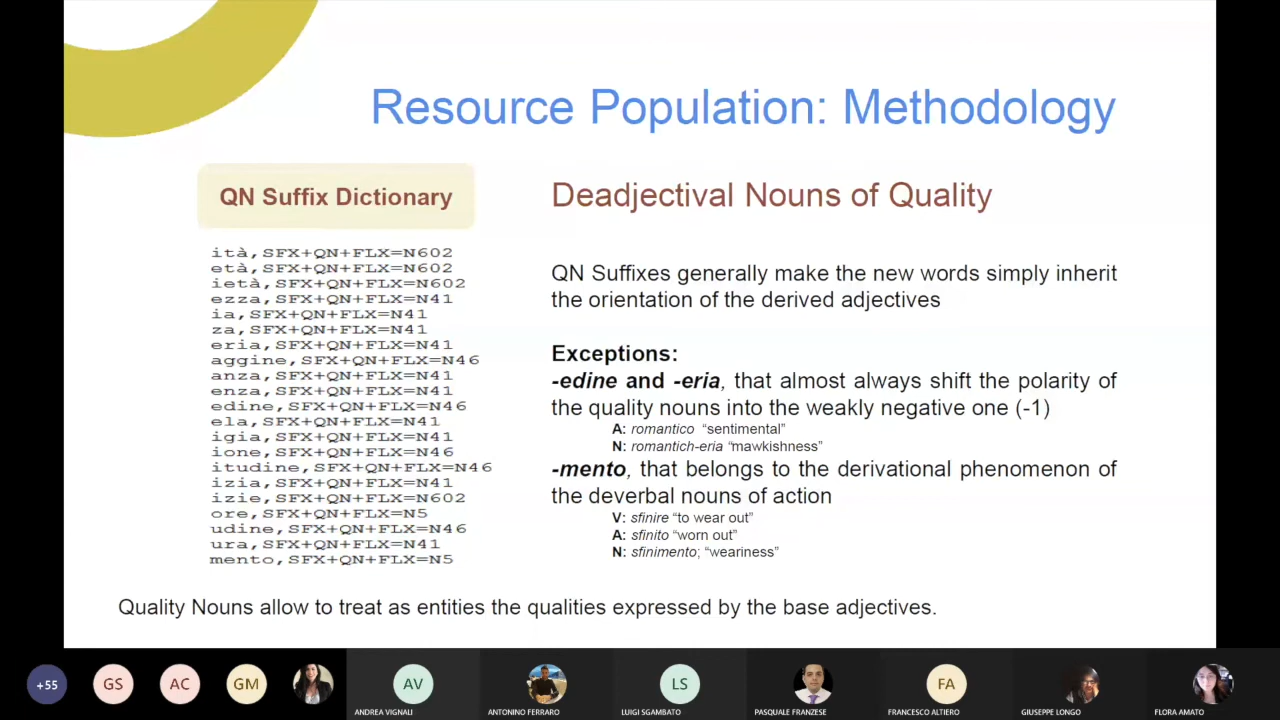 Resource Population: Methodology
QN Suffix Dictionary
ità,SFX+QN+FLX=N602
età,SFX+QN+FLX=N602
ietà,SFX+QN+FLX=N602
ezza,SFX+QN+FLX=N41
ia,SFX+QN+FLX=N41
za,SFX+QN+FLX=N41
eria,SFX+QN+FLX=N41
aggine,SFX+QN+FLX=N46
anza,SFX+QN+FLX=N41
enza,SFX+QN+FLX=N41
edine,SFX+QN+FLX=N46
ela,SFX+QN+FLX=N41
igia,SFX+QN+FLX=N41
ione,SFX+QN+FLX=N46
itudine,SFX+QN+FLX=N46
izia,SFX+QN+FLX=N41
izie,SFX+QN+FLX=N602
ore,SFX+QN+FLX=N5
udine,SFX+QN+FLX=N46
ura,SFX+QN+FLX=N41
mento,SFX+QN+FLX=N5
Deadjectival Nouns of Quality
QN Suffixes generally make the new words simply inherit
the orientation of the derived adjectives
Exceptions:
-edine and -eria, that almost always shift the polarity of
the quality nouns into the weakly negative one (-1)
A: romantico “sentimental”
N: romantich-eria “mawkishness”
-mento, that belongs to the derivational phenomenon of
the deverbal nouns of action
V: sfinire “to wear out”
A: sfinito “worn out”
N: sfinimento; “weariness”
Quality Nouns allow to treat as entities the qualities expressed by the base adjectives.
+55
GS
AC
GM
AV
ANDREA VIGNALI
ANTONINO FERRARO
LS
LUIGI SGAMBATO
PASQUALE FRANZESE
FA
FRANCESCO ALTIERO
GIUSEPPE LONGO
FLORA AMATO